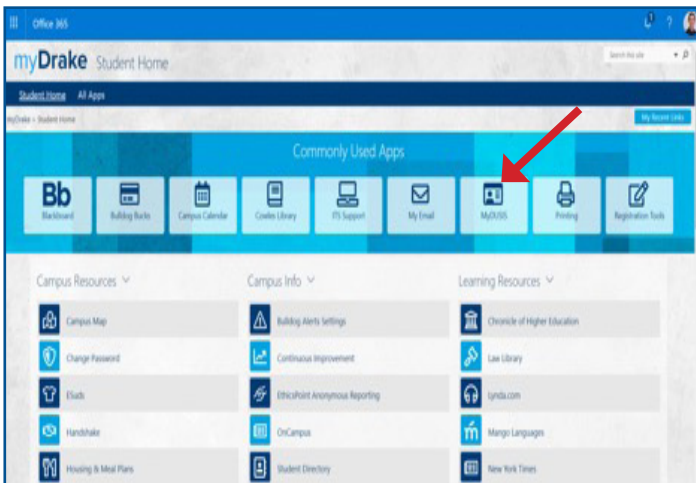 Office 365
myDrake Student Home
Search this site
Student Home All Apps
myDrake > Student Home
My Recent Links
Commonly Used Apps
Bb
Blackboard
Bulldog Bucks
Campus Calendar
Cowles Library
ITS Support
My Email
MyDUSIS
Printing
Registration Tools
Campus Resources
Campus Info
Learning Resources
Campus Map
Bulldog Alerts Settings
Chronicle of Higher Education
Change Password
Continuous Improvement
Law Library
ESuds
EthicsPoint Anonymous Reporting
Lynda.com
Handshake
OnCampus
Mango Languages
Housing & Meal Plans
Student Directory
New York Times